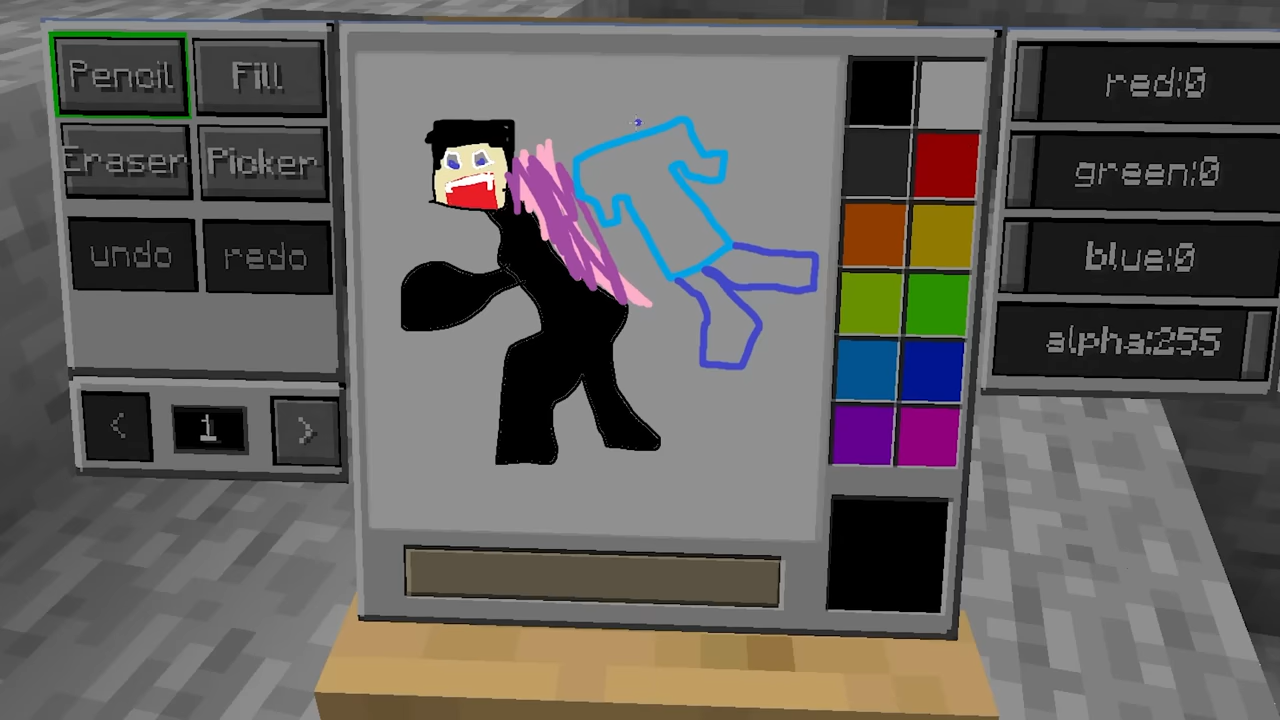 Pencil Fill
Eraser Picker
undo redo
< 1 >
red:0
green:0
blue:0
alpha:255